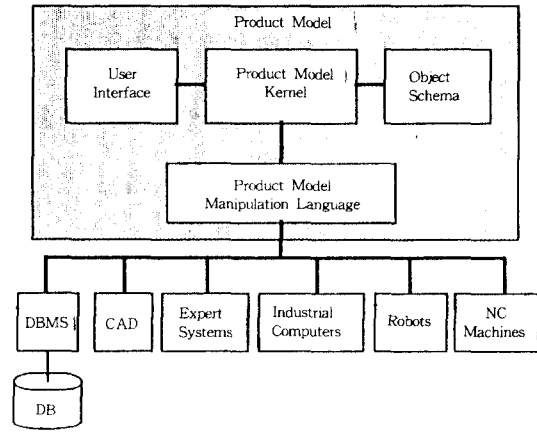 Product Model
User
Interface
Product Model
Kernel
Object
Schema
Product Model
Manipulation Language
DBMS
CAD
Expert
Systems
Industrial
Computers
Robots
NC
Machines
DB